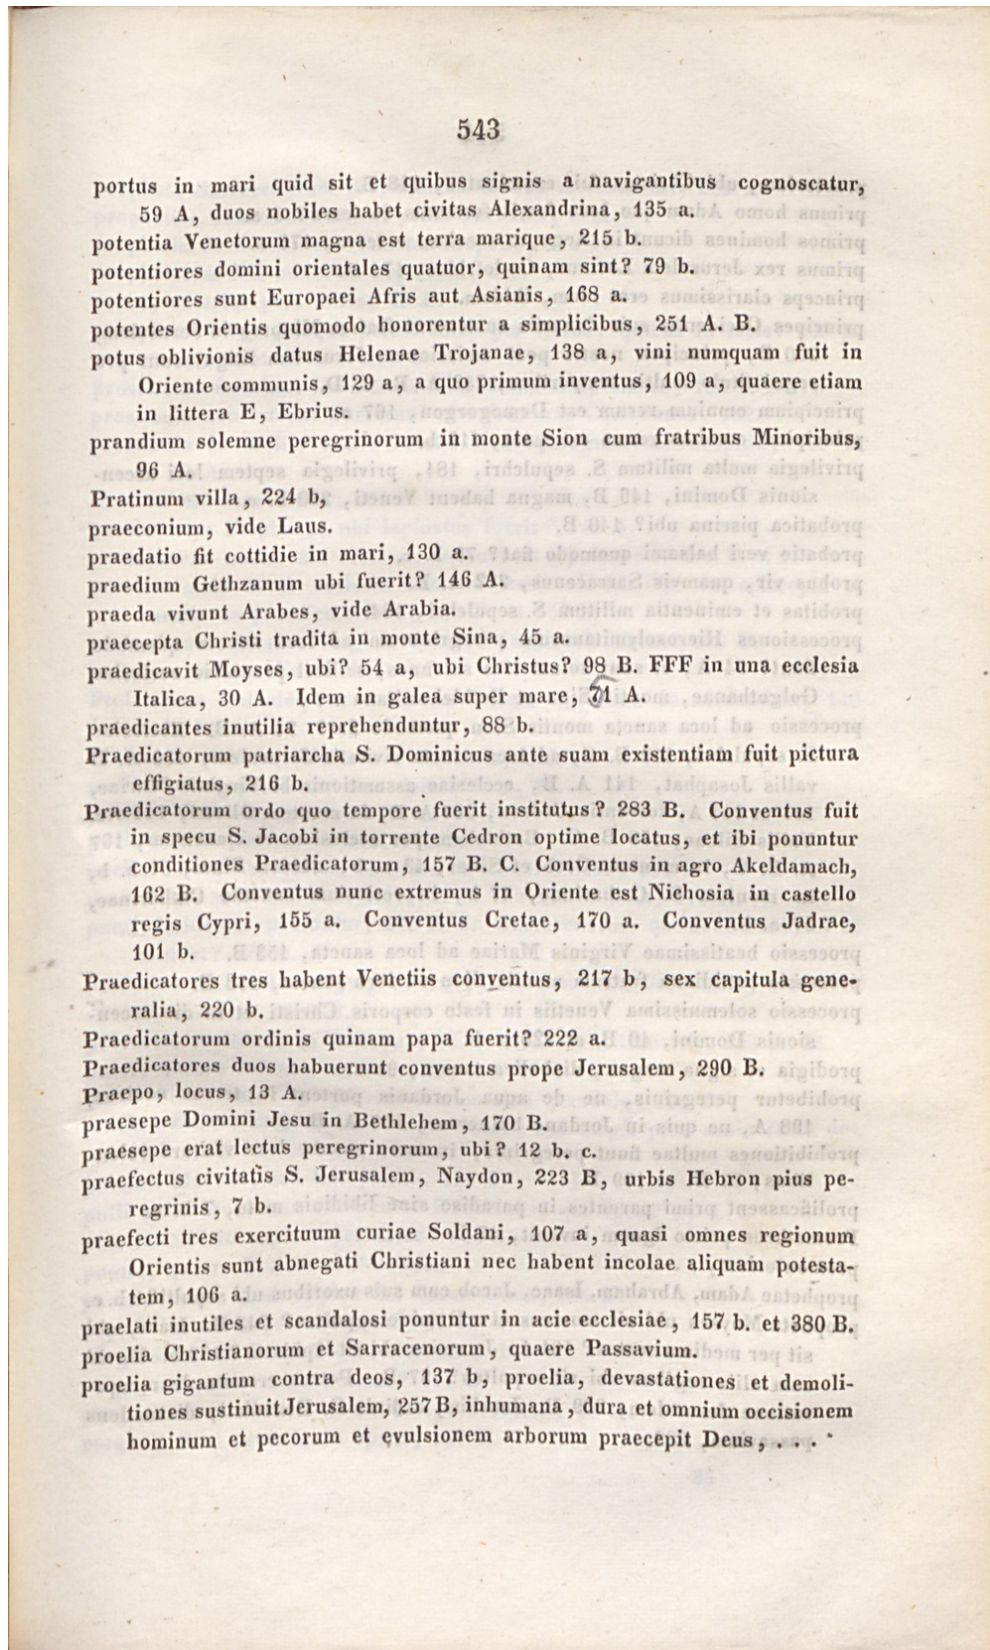 543
portus in mari quid sit et quibus signis a navigantibus cognoscatur,
59 A, duos nobiles habet civitas Alexandrina, 135 a.
potentia Venetorum magna est terra marique, 215 b.
potentiores domini orientales quatuor, quinam sint? 79 b.
potentiores sunt Europaei Afris aut Asianis, 168 a.
potentes Orientis quomodo honorentur a simplicibus, 251 A. B.
potus oblivionis datus Helenae Trojanae, 138 a, vini numquam fuit in
Oriente communis, 129 a, a quo primum inventus, 109 a, quaere etiam
in littera E, Ebrius.
prandium solemne peregrinorum in monte Sion cum fratribus Minoribus,
96 A.
Pratinum villa, 224 b,
praeconium, vide Laus.
praedatio fit cottidie in mari, 130 a.
praedium Gethzanum ubi fuerit? 146 A.
praeda vivunt Arabes, vide Arabia.
praecepta Christi tradita in monte Sina, 45 a.
praedicavit Moyses, ubi? 54 a, ubi Christus? 98 B. FFF in una ecclesia
Italica, 30 A. Idem in galea super mare, 71 A.
praedicantes inutilia reprehenduntur, 88 b.
Praedicatorum patriarcha S. Dominicus ante suam existentiam fuit pictura
effigiatus, 216 b.
Praedicatorum ordo quo tempore fuerit institutus? 283 B. Conventus fuit
in specu S. Jacobi in torrente Cedron optime locatus, et ibi ponuntur
conditiones Praedicatorum, 157 B. C. Conventus in agro Akeldamach,
162 B. Conventus nunc extremus in Oriente est Nichosia in castello
regis Cypri, 155 a. Conventus Cretae, 170 a. Conventus Jadrae,
101 b.
Praedicatores tres habent Venetiis conventus, 217 b, sex capitula gene-
ralia, 220 b.
Praedicatorum ordinis quinam papa fuerit? 222 a.
Praedicatores duos habuerunt conventus prope Jerusalem, 290 B.
Praepo, locus, 13 A.
praesepe Domini Jesu in Bethlehem, 170 B.
praesepe erat lectus peregrinorum, ubi? 12 b. c.
praefectus civitatis S. Jerusalem, Naydon, 223 B, urbis Hebron pius pe-
regrinis, 7 b.
praefecti tres exercituum curiae Soldani, 107 a, quasi omnes regionum
Orientis sunt abnegati Christiani nec habent incolae aliquam potesta-
tem, 106 a.
praelati inutiles et scandalosi ponuntur in acie ecclesiae, 157 b. et 380 B.
proelia Christianorum et Sarracenorum, quaere Passavium.
proelia gigantum contra deos, 137 b, proelia, devastationes et demoli-
tiones sustinuit Jerusalem, 257 B, inhumana, dura et omnium occisionem
hominum et pecorum et evulsionem arborum praecepit Deus, . . .